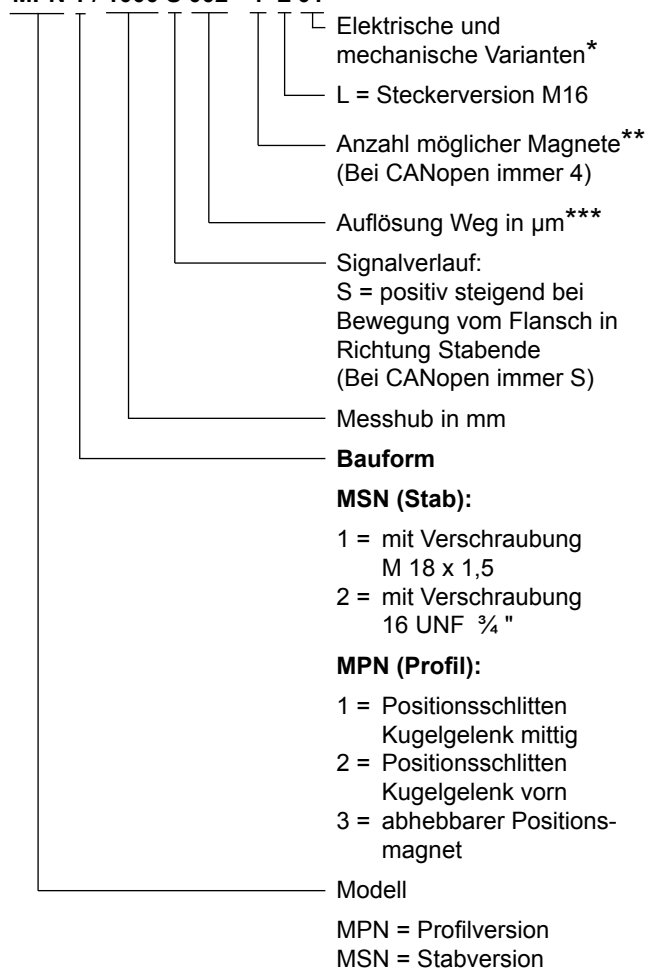 Elektrische und
mechanische Varianten*
L = Steckerversion M16
Anzahl möglicher Magnete**
(Bei CANopen immer 4)
Auflösung Weg in µm***
Signalverlauf:
S = positiv steigend bei
Bewegung vom Flansch in
Richtung Stabende
(Bei CANopen immer S)
Messhub in mm
Bauform
MSN (Stab):
1 = mit Verschraubung
M 18 x 1,5
2 = mit Verschraubung
16 UNF ¾ "
MPN (Profil):
1 = Positionsschlitten
Kugelgelenk mittig
2 = Positionsschlitten
Kugelgelenk vorn
3 = abhebbarer Positions-
magnet
Modell
MPN = Profilversion
MSN = Stabversion